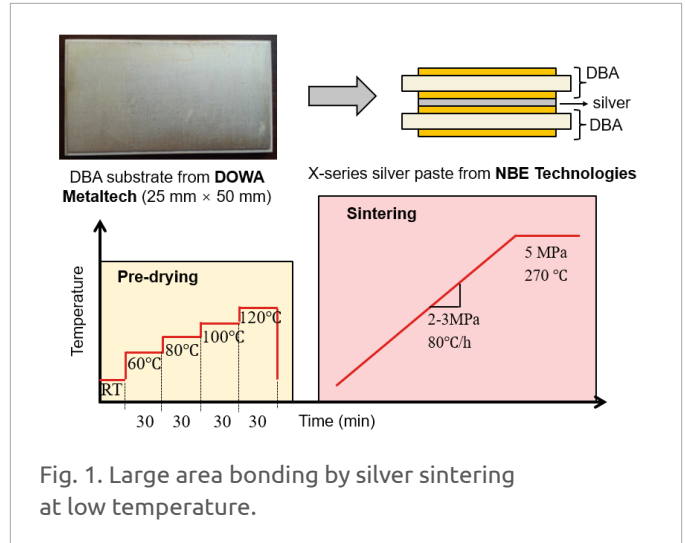 DBA
silver
DBA
DBA substrate from DOWA
Metaltech (25 mm × 50 mm)
X-series silver paste from NBE Technologies
Temperature
Pre-drying
RT
60℃
80℃
100℃
120℃
30 30 30 30
Time (min)
Sintering
5 MPa
270 ℃
2-3MPa
80℃/h
Fig. 1. Large area bonding by silver sintering
at low temperature.